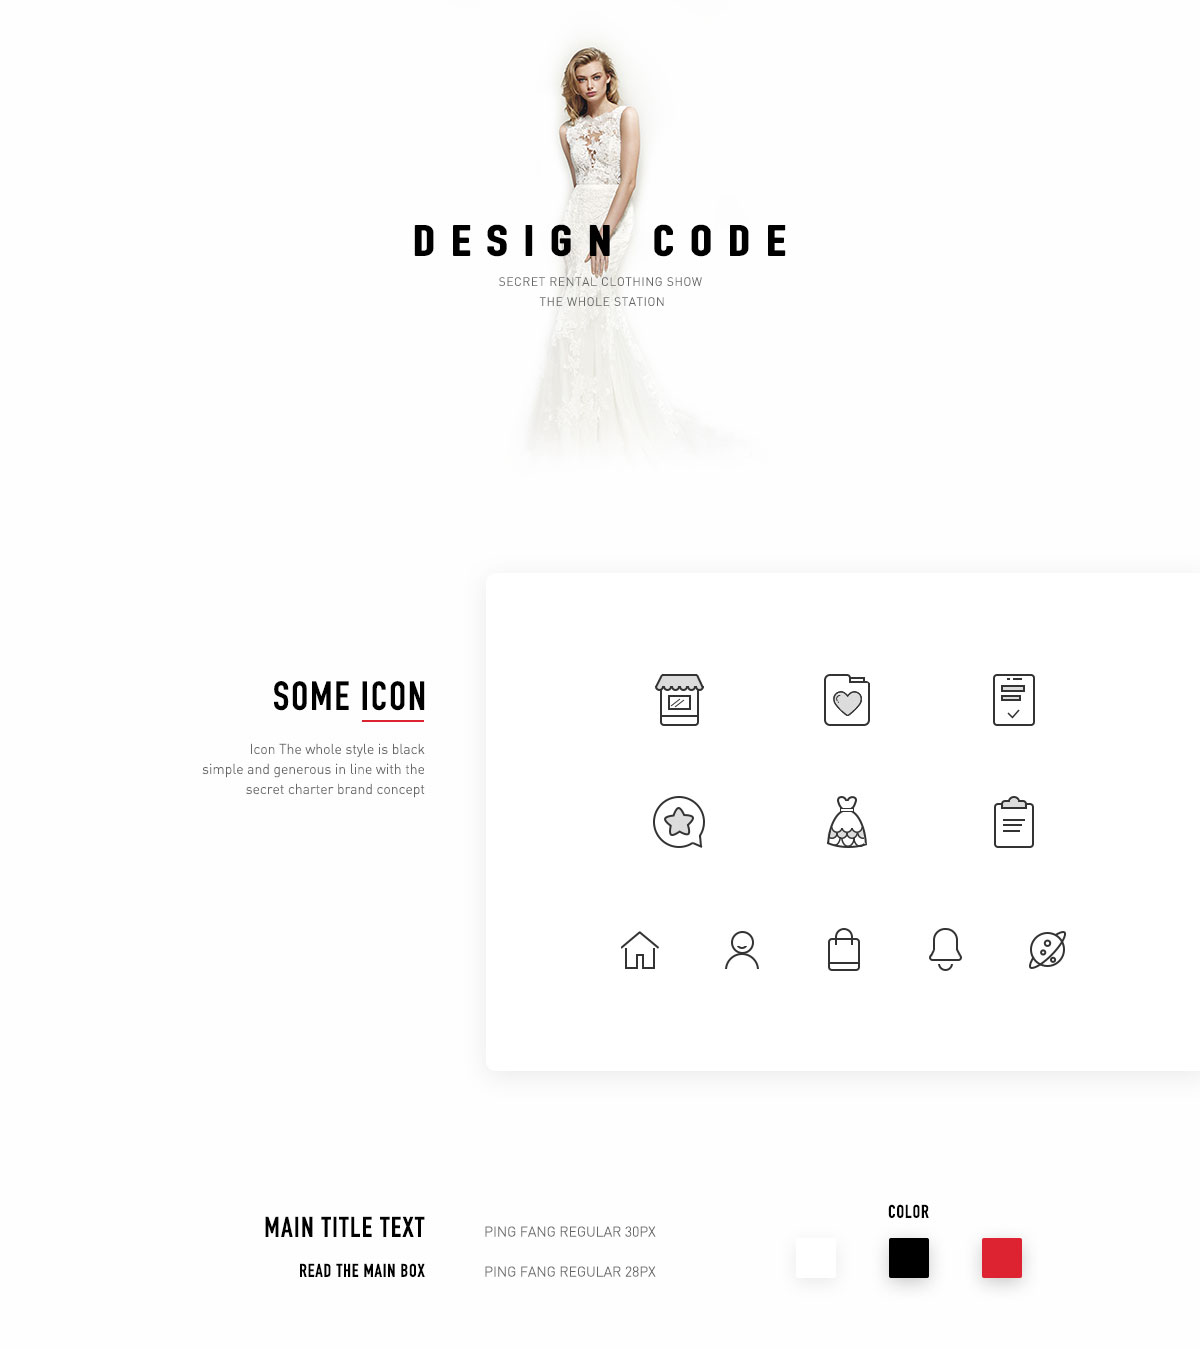 DESIGN CODE
SECRET RENTAL CLOTHING SHOW
THE WHOLE STATION
SOME ICON
Icon The whole style is black
simple and generous in line with the
secret charter brand concept
MAIN TITLE TEXT
PING FANG REGULAR 30PX
READ THE MAIN BOX
PING FANG REGULAR 28PX
COLOR